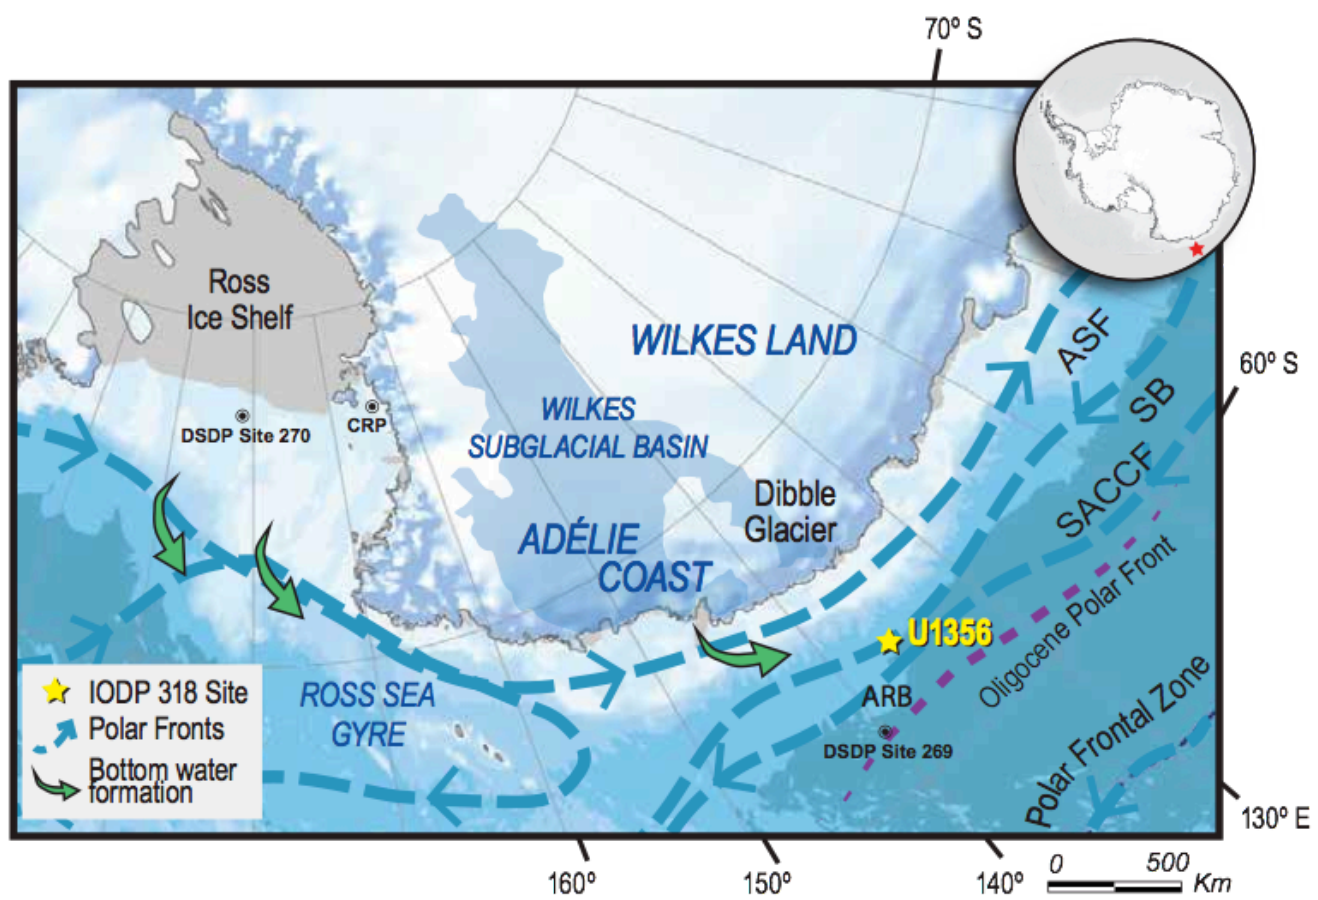 70º S
Ross
Ice Shelf
WILKES LAND
ASF
60º S
SB
DSDP Site 270
CRP
WILKES
SUBGLACIAL BASIN
SACCF
Dibble
Glacier
ADÉLIE
COAST
Oligocene Polar Front
U1356
IODP 318 Site
Polar Fronts
Bottom water
formation
ROSS SEA
GYRE
ARB
DSDP Site 269
Polar Frontal Zone
130º E
160º
150º
140º
0 500
Km